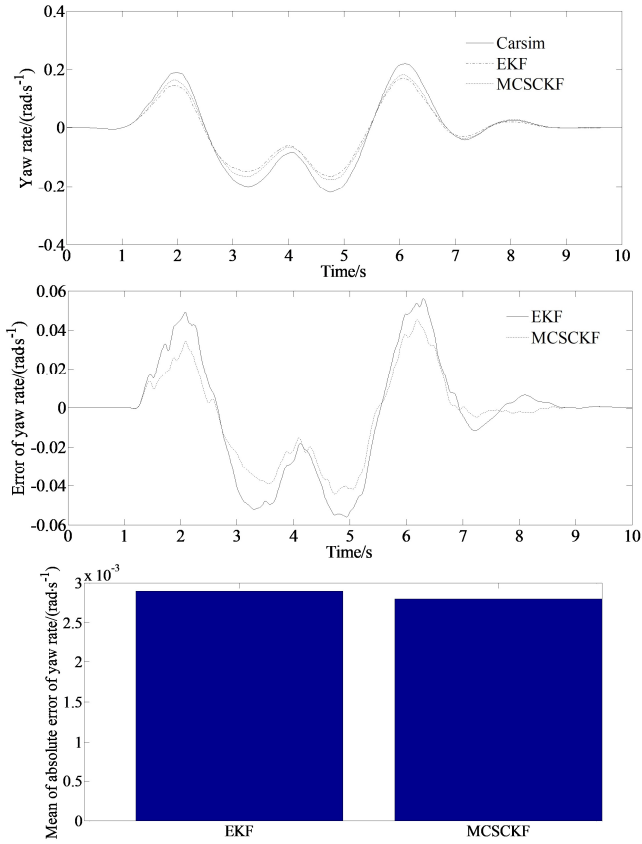 0.4
0.2
0
-0.2
-0.4
Yaw rate/(rad·s-1)
Carsim
EKF
MCSCKF
0 1 2 3 4 5 6 7 8 9 10
Time/s
0.06
0.04
0.02
0
-0.02
-0.04
-0.06
Error of yaw rate/(rad·s-1)
EKF
MCSCKF
0 1 2 3 4 5 6 7 8 9 10
Time/s
x 10-3
3
2.5
2
1.5
1
0.5
0
Mean of absolute error of yaw rate/(rad·s-1)
EKF MCSCKF